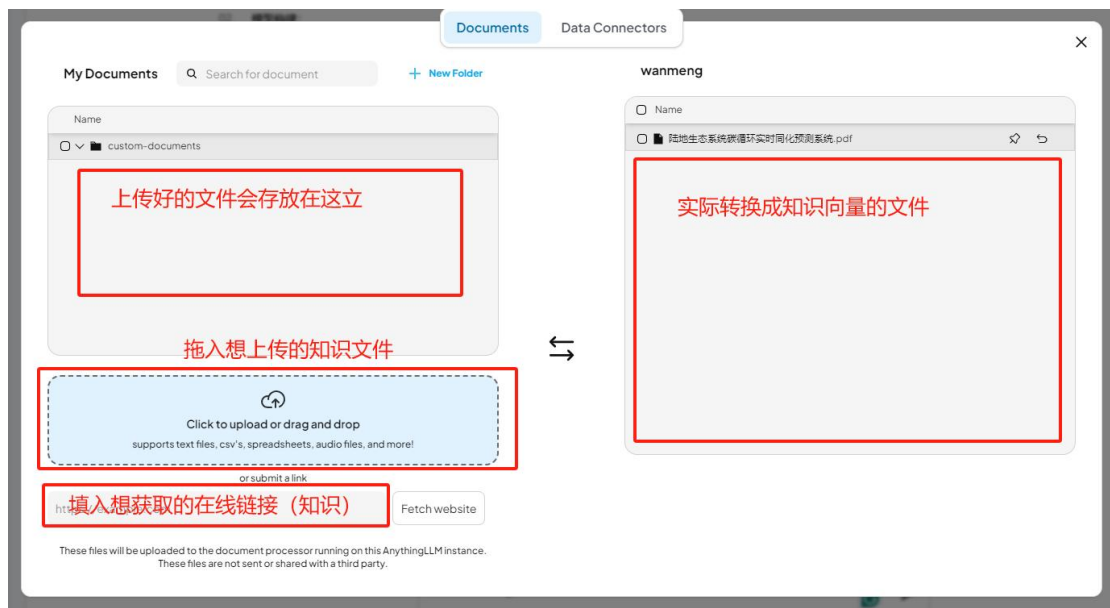 Documents
Data Connectors
My Documents
Search for document
+ New Folder
Name
custom-documents
上传好的文件会存放在这立
拖入想上传的知识文件
Click to upload or drag and drop
supports text files, csv's, spreadsheets, audio files, and more!
or submit a link
填入想获取的在线链接（知识）
Fetch website
These files will be uploaded to the document processor running on this AnythingLLM instance.
These files are not sent or shared with a third party.
wanmeng
Name
陆地生态系统碳循环实时同化预测系统.pdf
实际转换成知识向量的文件